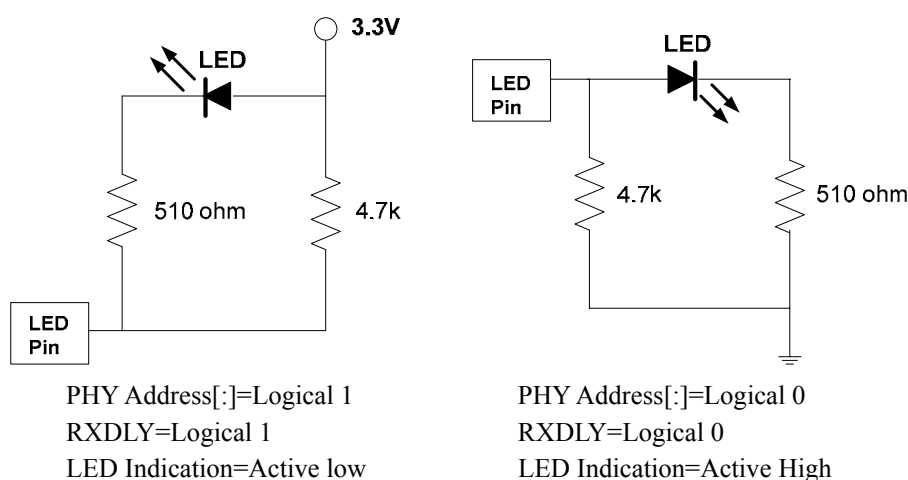 3.3V
LED
510 ohm
4.7k
LED
Pin
PHY Address[:]=Logical 1
RXDLY=Logical 1
LED Indication=Active low
LED
LED
Pin
4.7k
510 ohm
PHY Address[:]=Logical 0
RXDLY=Logical 0
LED Indication=Active High